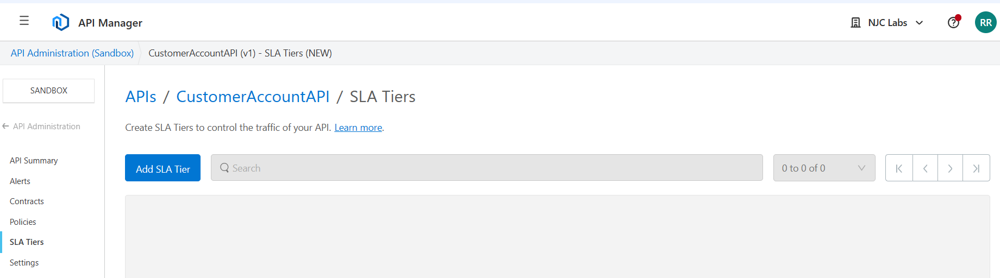 API Manager
NJC Labs
RR
API Administration (Sandbox)
CustomerAccountAPI (v1) - SLA Tiers (NEW)
SANDBOX
API Administration
API Summary
Alerts
Contracts
Policies
SLA Tiers
Settings
APIs / CustomerAccountAPI / SLA Tiers
Create SLA Tiers to control the traffic of your API. Learn more.
Add SLA Tier
Search
0 to 0 of 0